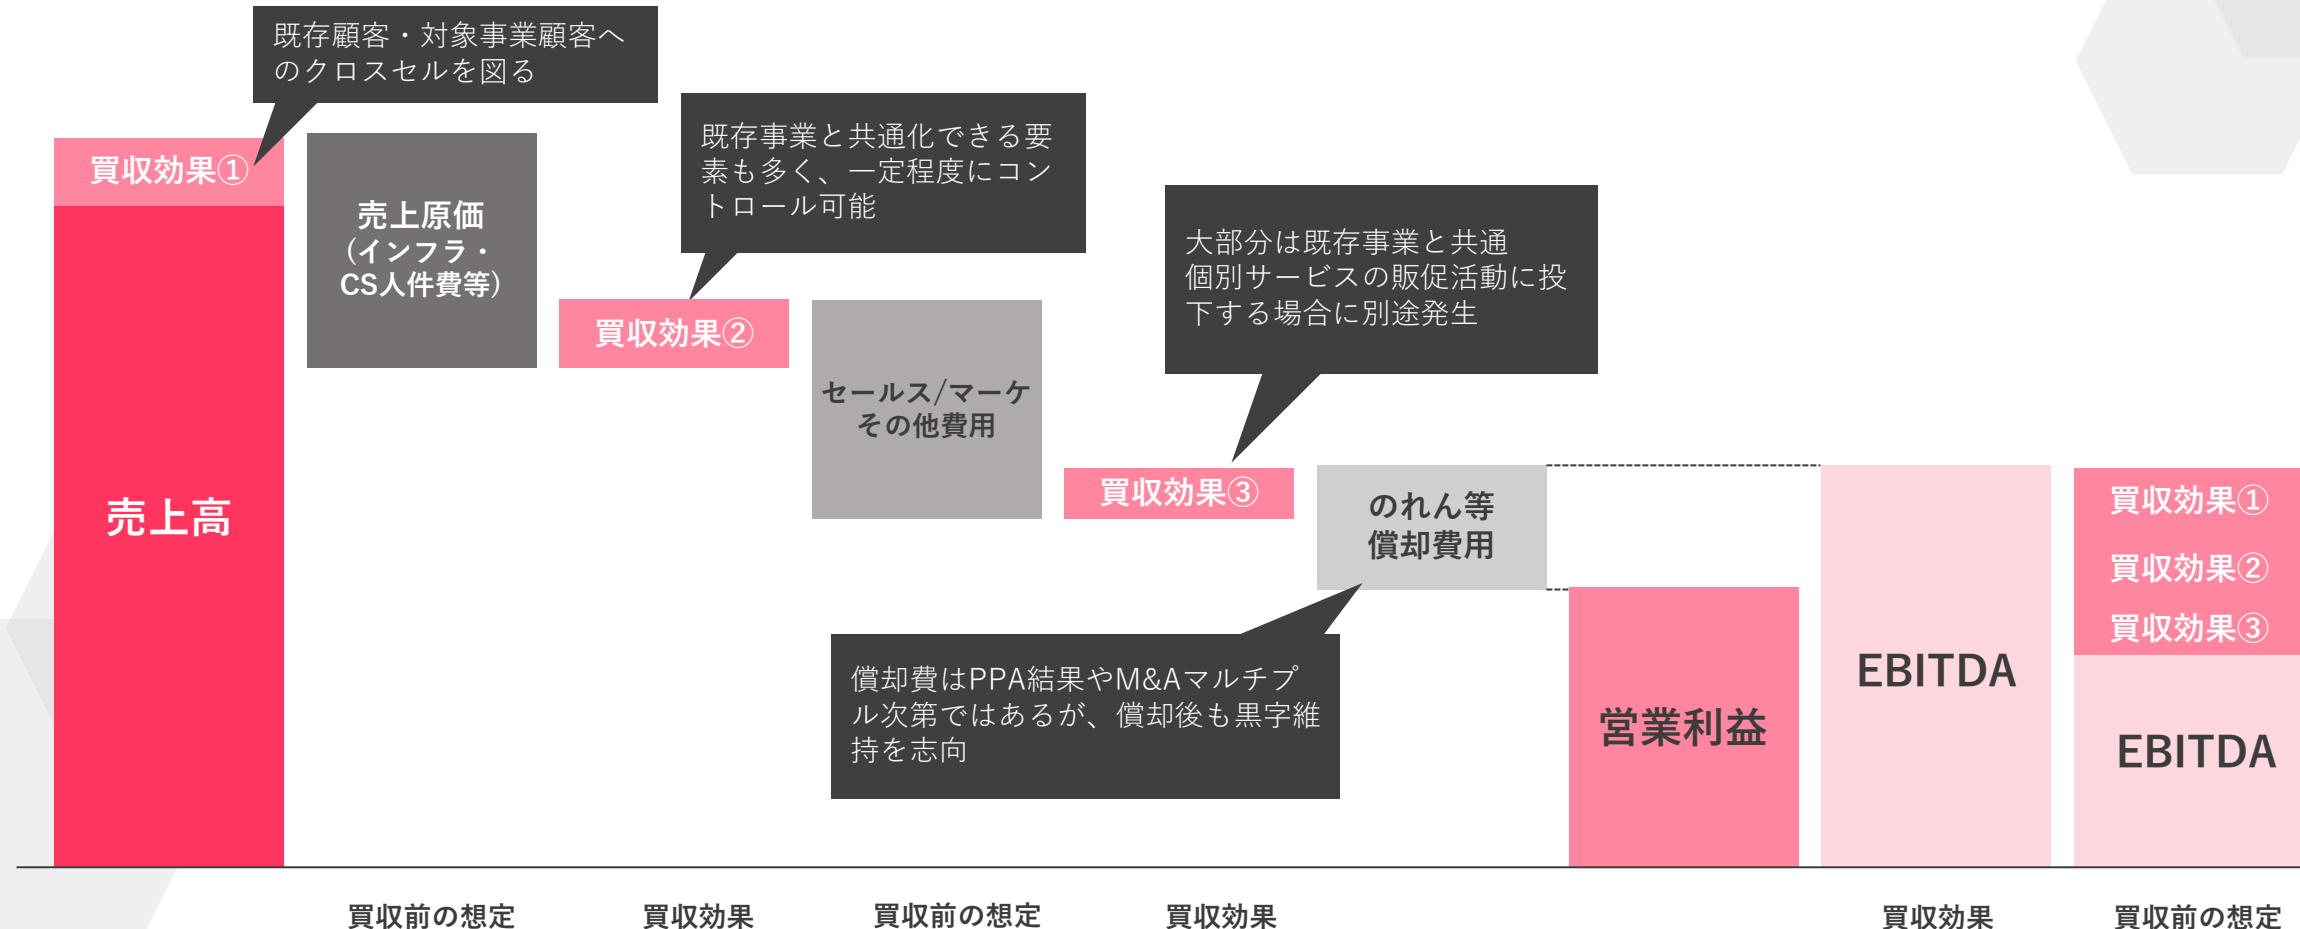 既存顧客・対象事業顧客へ
のクロスセルを図る
買収効果①
売上高
売上原価
（インフラ・
CS人件費等）
既存事業と共通化できる要
素も多く、一定程度にコン
トロール可能
買収効果②
セールス/マーケ
その他費用
大部分は既存事業と共通
個別サービスの販促活動に投
下する場合に別途発生
買収効果③
のれん等
償却費用
償却費はPPA結果やM&Aマルチプ
ル次第ではあるが、償却後も黒字維
持を志向
営業利益
EBITDA
買収効果①
買収効果②
買収効果③
EBITDA
買収前の想定
買収効果
買収前の想定
買収効果
買収効果
買収前の想定